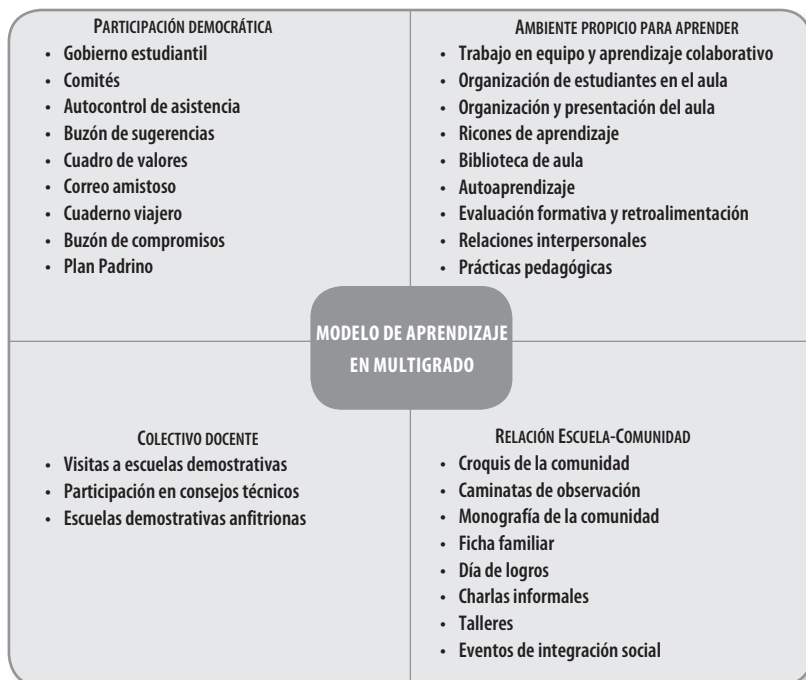 PARTICIPACIÓN DEMOCRÁTICA
• Gobierno estudiantil
• Comités
• Autocontrol de asistencia
• Buzón de sugerencias
• Cuadro de valores
• Correo amistoso
• Cuaderno viajero
• Buzón de compromisos
• Plan Padrino
AMBIENTE PROPICIO PARA APRENDER
• Trabajo en equipo y aprendizaje colaborativo
• Organización de estudiantes en el aula
• Organización y presentación del aula
• Ricones de aprendizaje
• Biblioteca de aula
• Autoaprendizaje
• Evaluación formativa y retroalimentación
• Relaciones interpersonales
• Prácticas pedagógicas
MODELO DE APRENDIZAJE
EN MULTIGRADO
COLECTIVO DOCENTE
• Visitas a escuelas demostrativas
• Participación en consejos técnicos
• Escuelas demostrativas anfitrionas
RELACIÓN ESCUELA-COMUNIDAD
• Croquis de la comunidad
• Caminatas de observación
• Monografía de la comunidad
• Ficha familiar
• Día de logros
• Charlas informales
• Talleres
• Eventos de integración social